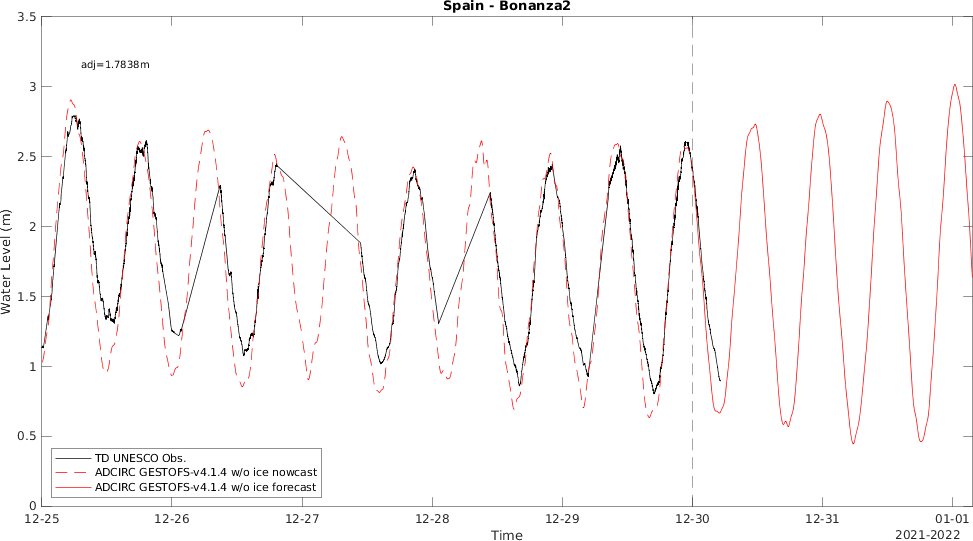 Spain - Bonanza2
adj=1.7838m
3.5
3
2.5
2
1.5
1
0.5
0
Water Level (m)
TD UNESCO Obs.
ADCIRC GESTOFS-v4.1.4 w/o ice nowcast
ADCIRC GESTOFS-v4.1.4 w/o ice forecast
12-25 12-26 12-27 12-28 12-29 12-30 12-31 01-01
Time
2021-2022